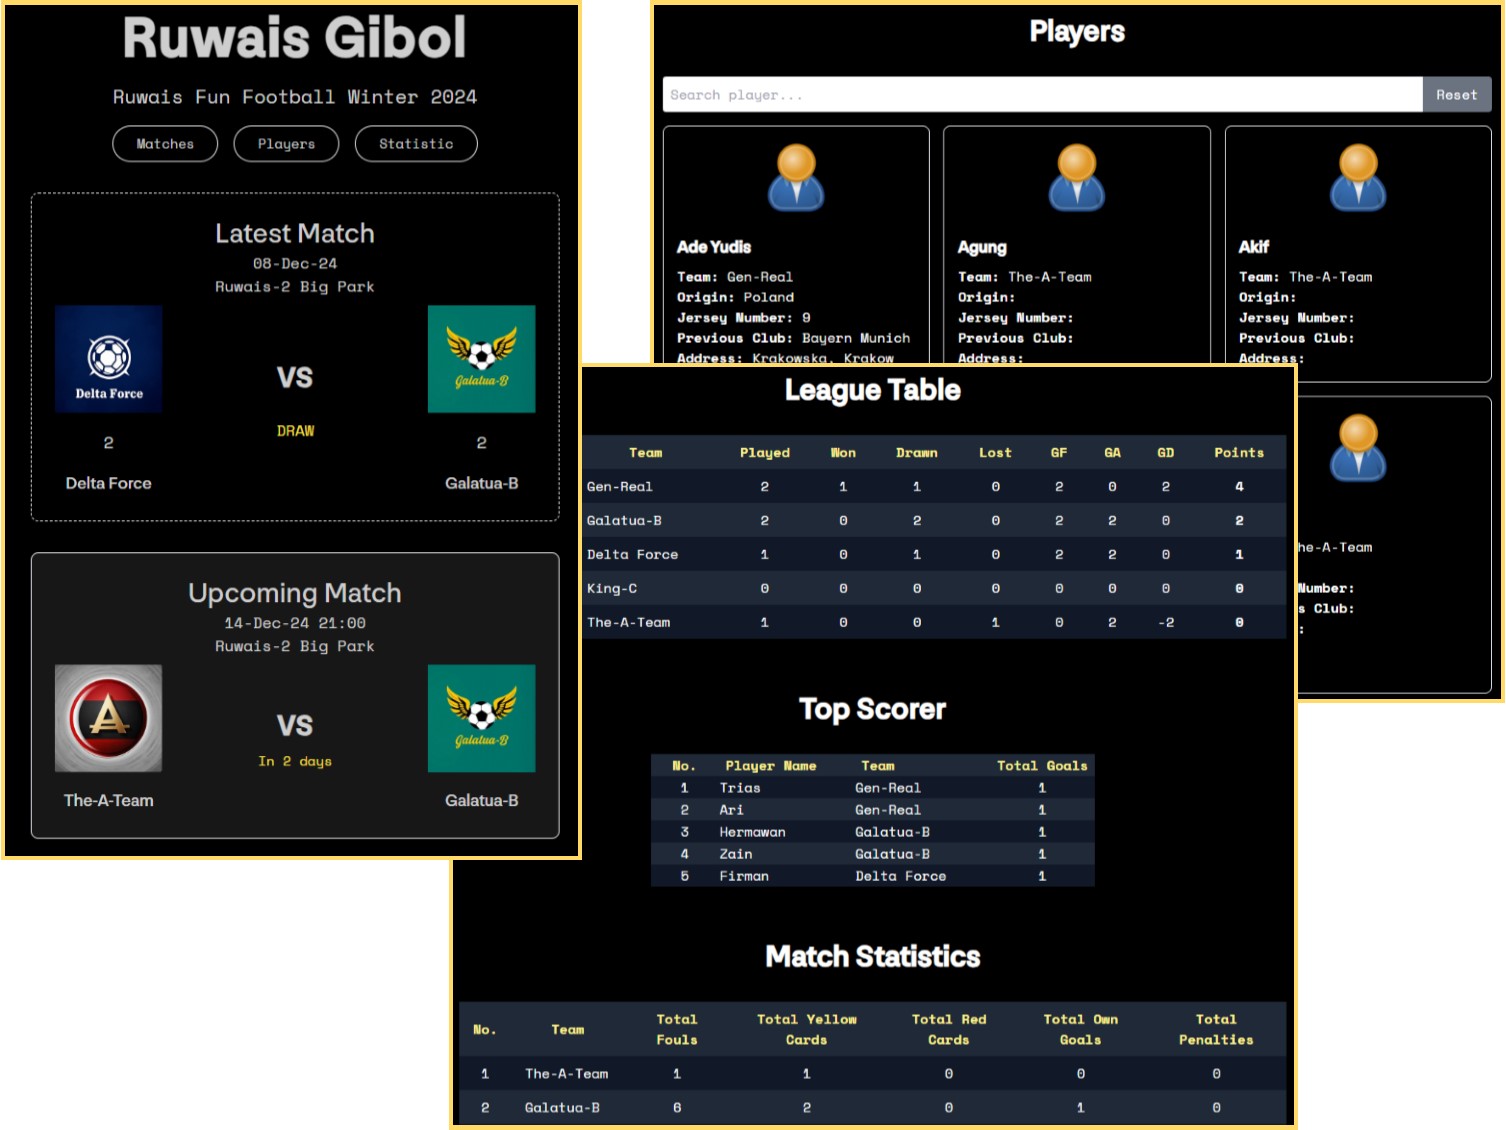 Ruwais Gibol
Ruwais Fun Football Winter 2024
Matches Players Statistic
Latest Match
08-Dec-24
Ruwais-2 Big Park
Delta Force
Galatua-B
VS
DRAW
2 2
Delta Force Galatua-B
Upcoming Match
14-Dec-24 21:00
Ruwais-2 Big Park
A
Galatua-B
VS
In 2 days
The-A-Team Galatua-B
Players
Search player... Reset
Ade Yudis
Team: Gen-Real
Origin: Poland
Jersey Number: 9
Previous Club: Bayern Munich
Address: Krakowska, Krakow
Agung
Team: The-A-Team
Origin:
Jersey Number:
Previous Club:
Address:
Akif
Team: The-A-Team
Origin:
Jersey Number:
Previous Club:
Address:
he-A-Team
Number:
s Club:
:
League Table
Team Played Won Drawn Lost GF GA GD Points
Gen-Real 2 1 1 0 2 0 2 4
Galatua-B 2 0 2 0 2 2 0 2
Delta Force 1 0 1 0 2 2 0 1
King-C 0 0 0 0 0 0 0 0
The-A-Team 1 0 0 1 0 2 -2 0
Top Scorer
No. Player Name Team Total Goals
1 Trias Gen-Real 1
2 Ari Gen-Real 1
3 Hermawan Galatua-B 1
4 Zain Galatua-B 1
5 Firman Delta Force 1
Match Statistics
No. Team Total Fouls Total Yellow Cards Total Red Cards Total Own Goals Total Penalties
1 The-A-Team 1 1 0 0 0
2 Galatua-B 6 2 0 1 0